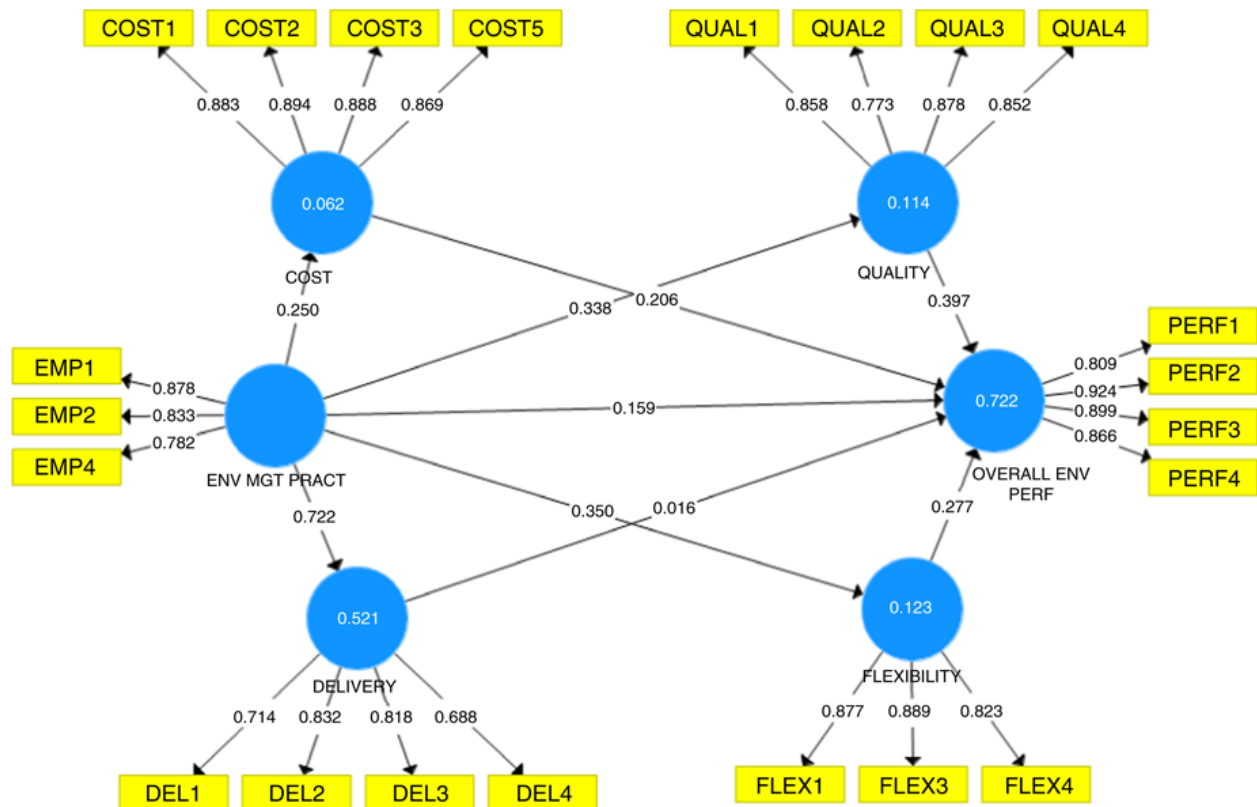 COST1 COST2 COST3 COST5 QUAL1 QUAL2 QUAL3 QUAL4
0.883 0.894 0.888 0.869 0.858 0.773 0.878 0.852
0.062 0.114
COST QUALITY
0.250 0.338 0.206 0.397
PERF1
0.809
EMP1 PERF2
0.878 0.924
EMP2 0.833 0.159 0.722 0.899
PERF3
0.782 0.866
EMP4 PERF4
ENV MGT PRACT OVERALL ENV
PERF
0.722 0.350 0.016 0.277
0.521 0.123
DELIVERY FLEXIBILITY
0.714 0.832 0.818 0.688 0.877 0.889 0.823
DEL1 DEL2 DEL3 DEL4 FLEX1 FLEX3 FLEX4